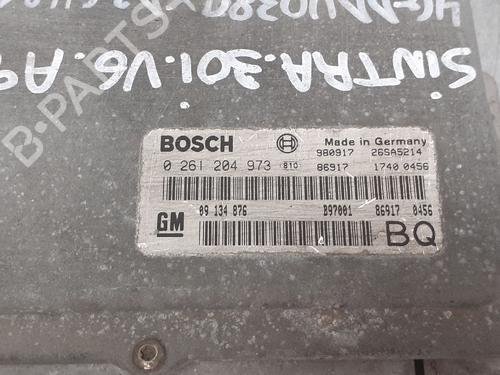 SINTRA.30i.V6.A9
B-PARTS
BOSCH
Made in Germany
980917 26SA5214
0 261 204 973 810
86917 1740 0456
GM
09 134 876 B97001 86917 0456
BQ